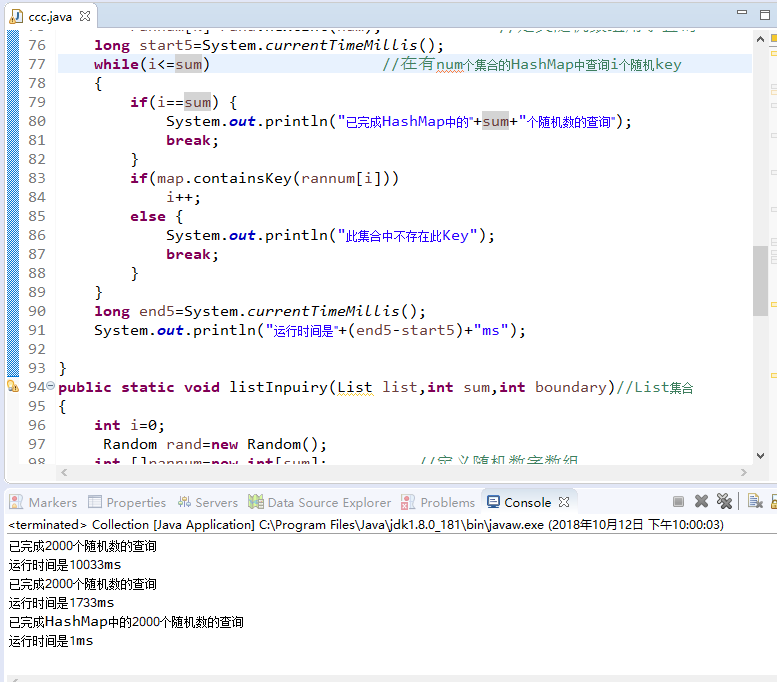 ccc.java
76 long start5=System.currentTimeMillis();
77 while(i<=sum) //在有num个集合的HashMap中查询i个随机key
78 {
79 if(i==sum) {
80 System.out.println("已完成HashMap中的"+sum+"个随机数的查询");
81 break;
82 }
83 if(map.containsKey(rannum[i]))
84 i++;
85 else {
86 System.out.println("此集合中不存在此Key");
87 break;
88 }
89 }
90 long end5=System.currentTimeMillis();
91 System.out.println("运行时间是"+(end5-start5)+"ms");
92
93 }
94 public static void listInpuiry(List list,int sum,int boundary)//List集合
95 {
96 int i=0;
97 Random rand=new Random();
98 int []rannum=new int[sum]; //定义随机数字数组
Markers Properties Servers Data Source Explorer Problems Console
<terminated> Collection [Java Application] C:\Program Files\Java\jdk1.8.0_181\bin\javaw.exe (2018年10月12日 下午10:00:03)
已完成2000个随机数的查询
运行时间是10033ms
已完成2000个随机数的查询
运行时间是1733ms
已完成HashMap中的2000个随机数的查询
运行时间是1ms